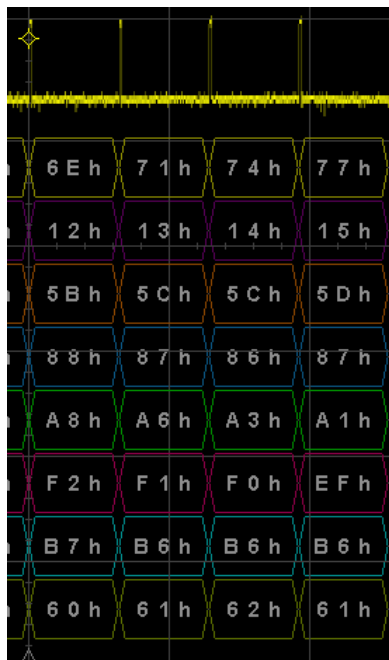 6Eh 71h 74h 77h
12h 13h 14h 15h
5Bh 5Ch 5Ch 5Dh
88h 87h 86h 87h
A8h A6h A3h A1h
F2h F1h F0h EFh
B7h B6h B6h B6h
60h 61h 62h 61h